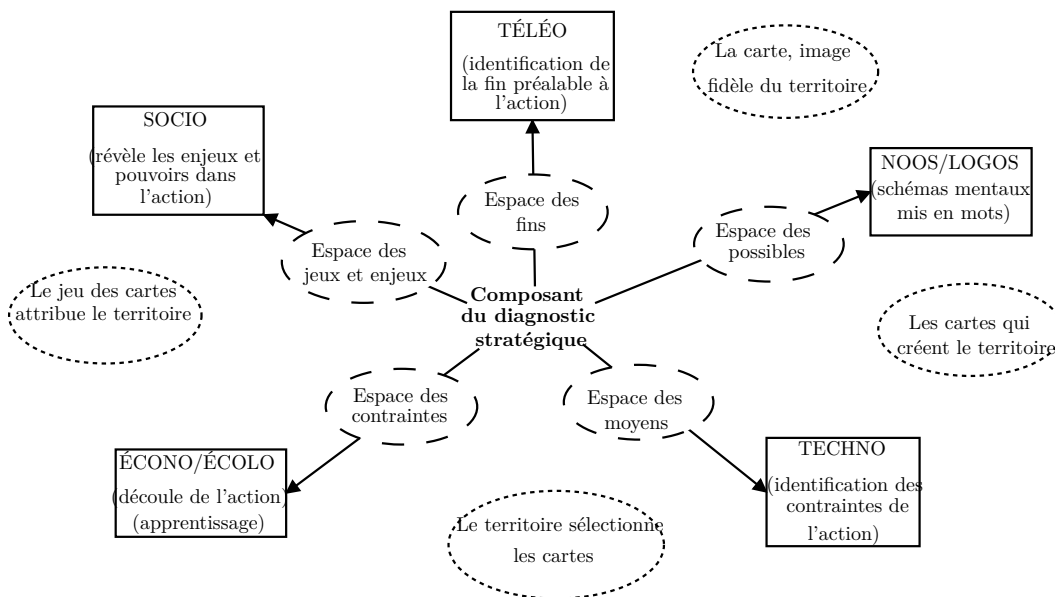 TÉLÉO
(identification de
la fin préalable à
l'action)
La carte, image
fidèle du territoire
SOCIO
(révèle les enjeux et
pouvoirs dans
l'action)
NOOS/LOGOS
(schémas mentaux
mis en mots)
Espace des
fins
Espace des
possibles
Espace des
jeux et enjeux
Le jeu des cartes
attribue le territoire
Composant
du diagnostic
stratégique
Les cartes qui
créent le territoire
Espace des
contraintes
Espace des
moyens
ÉCONO/ÉCOLO
(découle de l'action)
(apprentissage)
TECHNO
(identification des
contraintes de
l'action)
Le territoire sélectionne
les cartes